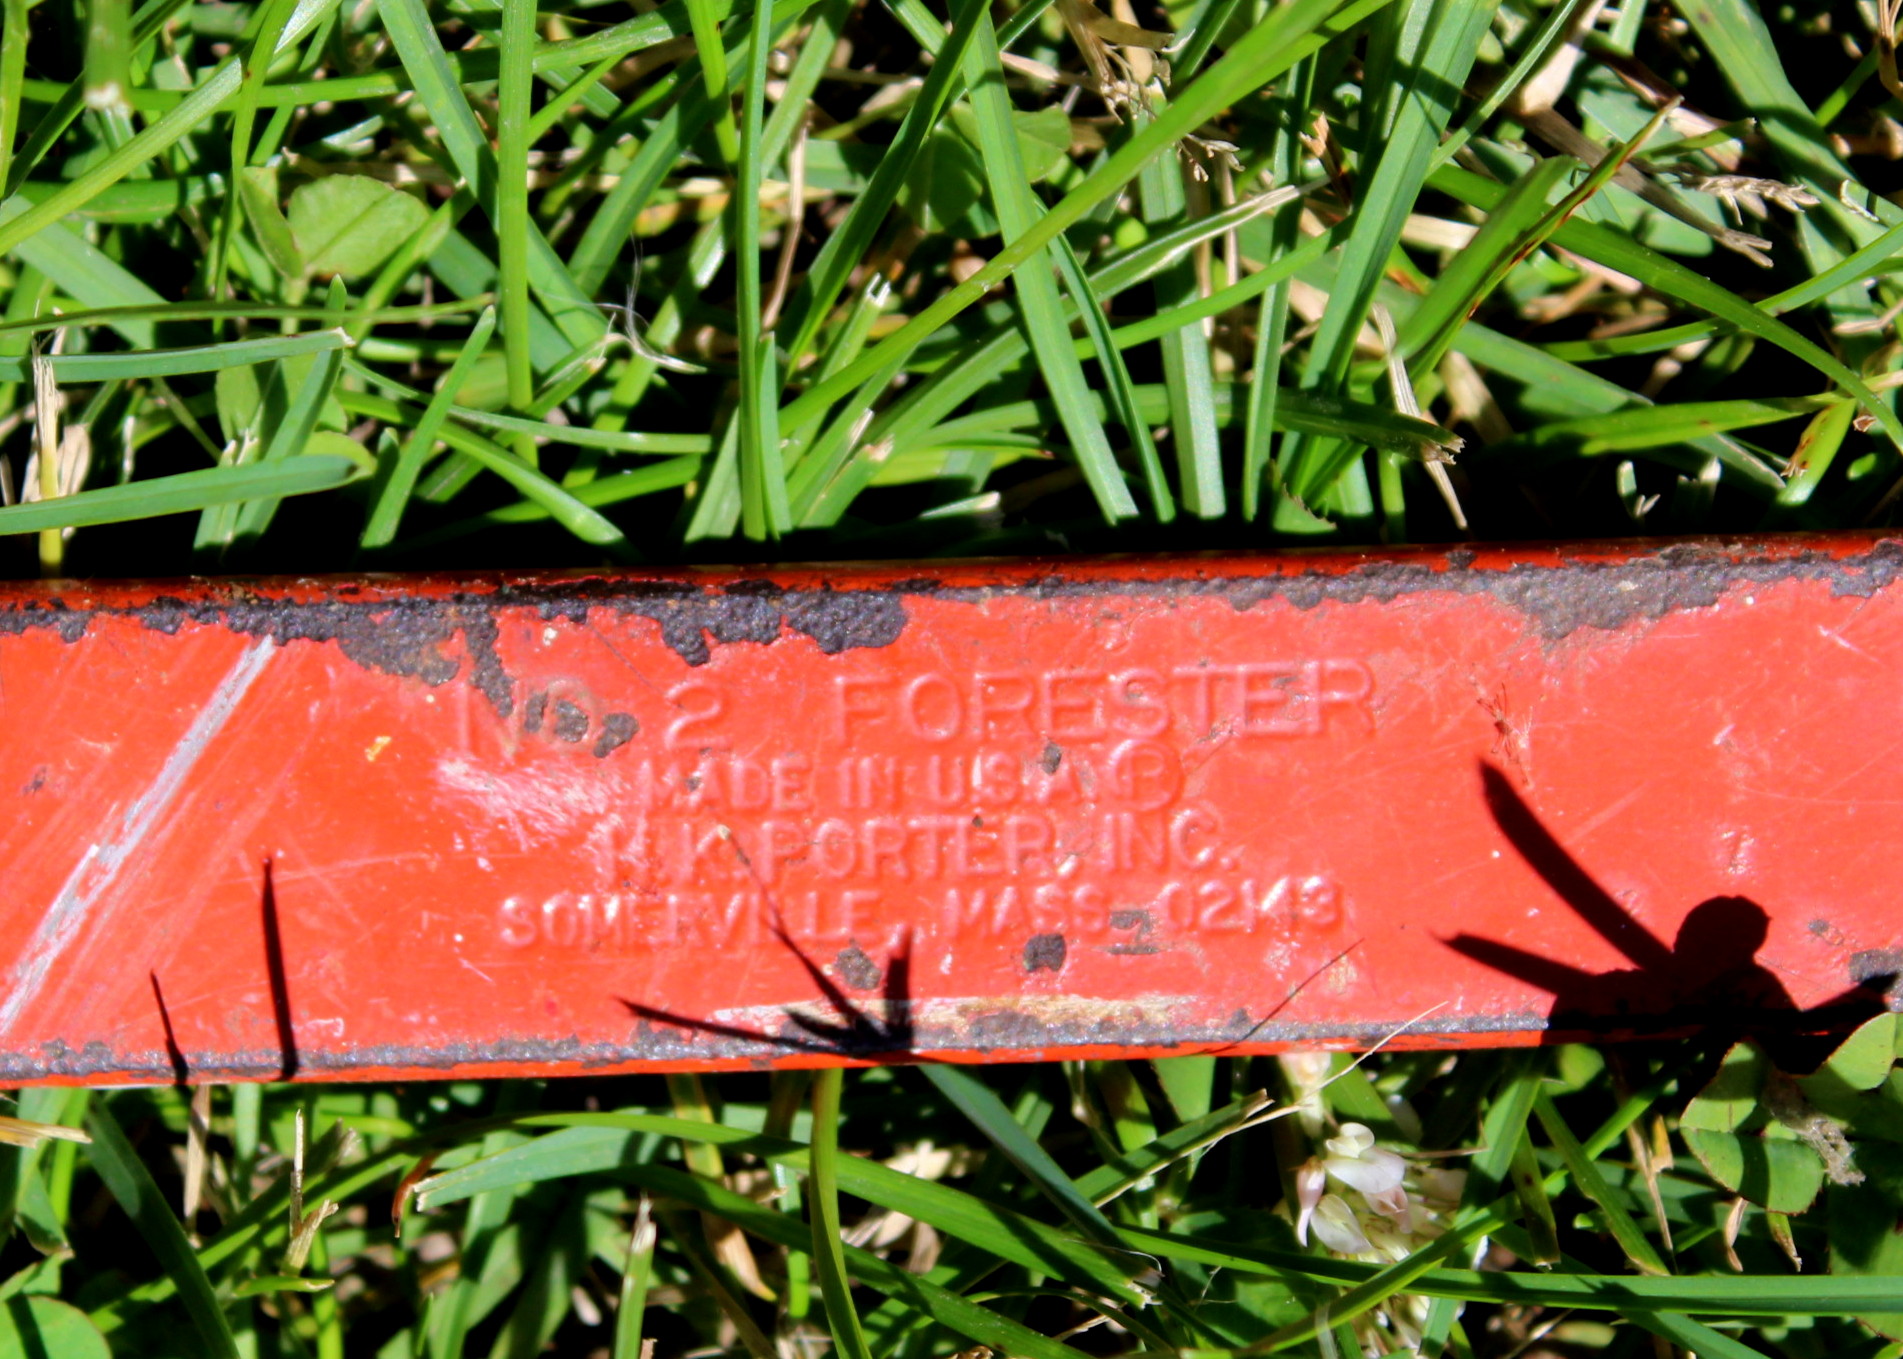 NO. 2 FORESTER
MADE IN U.S.A. ®
H.K. PORTER, INC.
SOMERVILLE, MASS. 02143